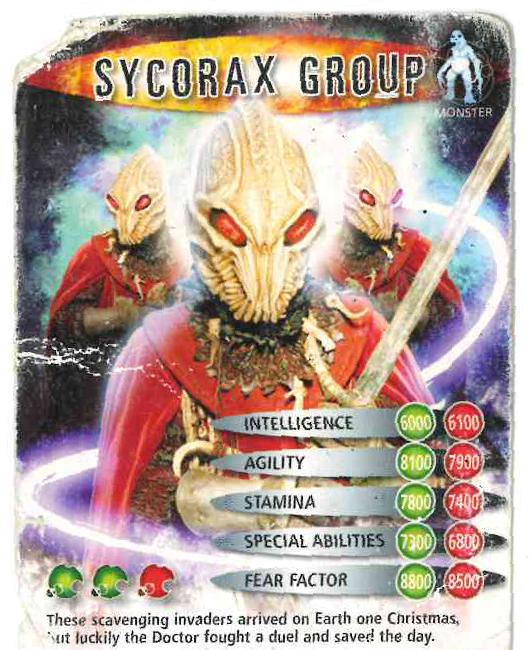 SYCORAX GROUP
MONSTER
INTELLIGENCE 6000 6100
AGILITY 8100 7900
STAMINA 7800 7400
SPECIAL ABILITIES 7300 6800
FEAR FACTOR 8800 8500
These scavenging invaders arrived on Earth one Christmas,
but luckily the Doctor fought a duel and saved the day.